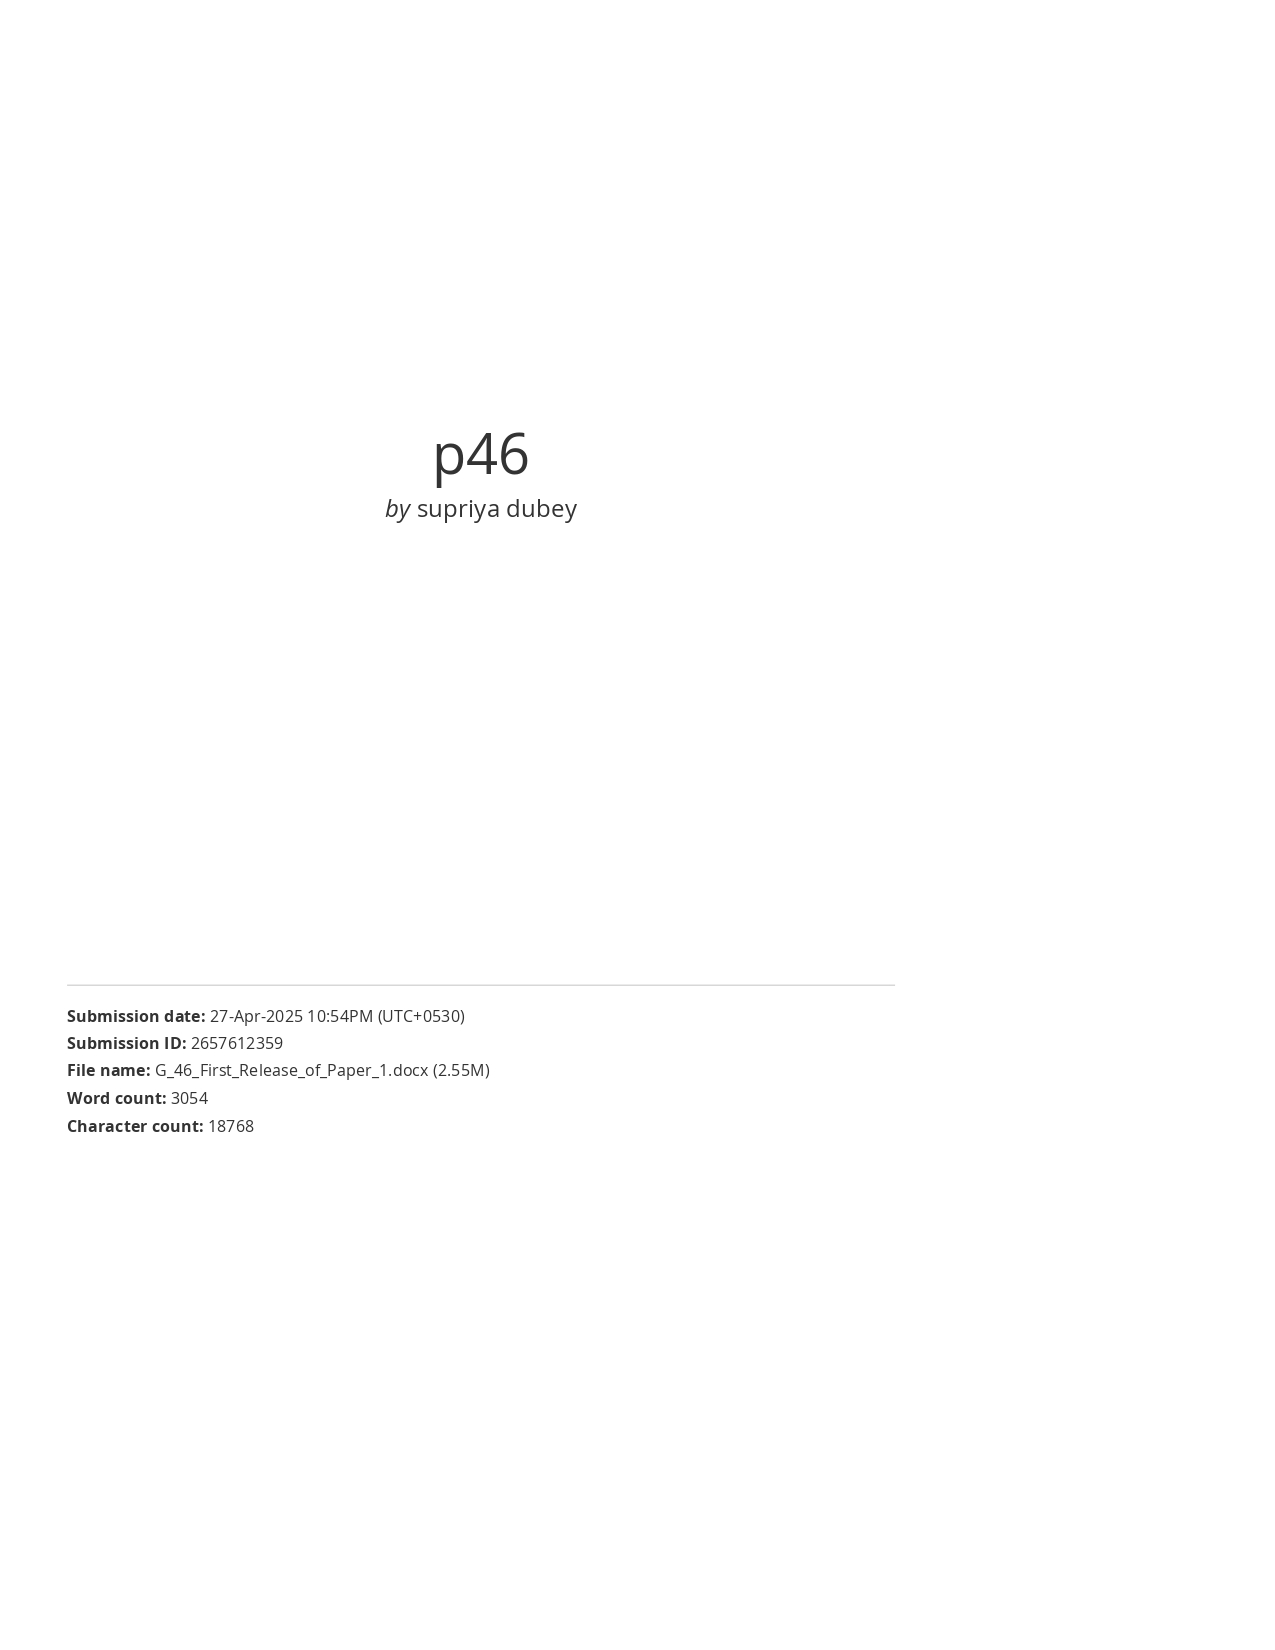 p46
by supriya dubey
Submission date: 27-Apr-2025 10:54PM (UTC+0530)
Submission ID: 2657612359
File name: G_46_First_Release_of_Paper_1.docx (2.55M)
Word count: 3054
Character count: 18768